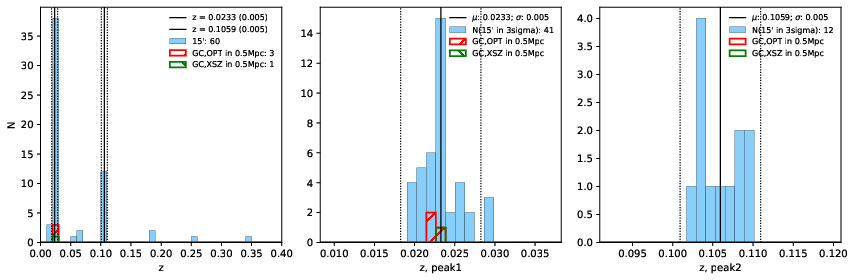 z = 0.0233 (0.005)
z = 0.1059 (0.005)
15': 60
GC,OPT in 0.5Mpc: 3
GC,XSZ in 0.5Mpc: 1
N
40
35
30
25
20
15
10
5
0
0.00 0.05 0.10 0.15 0.20 0.25 0.30 0.35 0.40
z
μ: 0.0233; σ: 0.005
N(15' in 3sigma): 41
GC,OPT in 0.5Mpc
GC,XSZ in 0.5Mpc
14
12
10
8
6
4
2
0
0.010 0.015 0.020 0.025 0.030 0.035
z, peak1
μ: 0.1059; σ: 0.005
N(15' in 3sigma): 12
GC,OPT in 0.5Mpc
GC,XSZ in 0.5Mpc
4.0
3.5
3.0
2.5
2.0
1.5
1.0
0.5
0.0
0.095 0.100 0.105 0.110 0.115 0.120
z, peak2